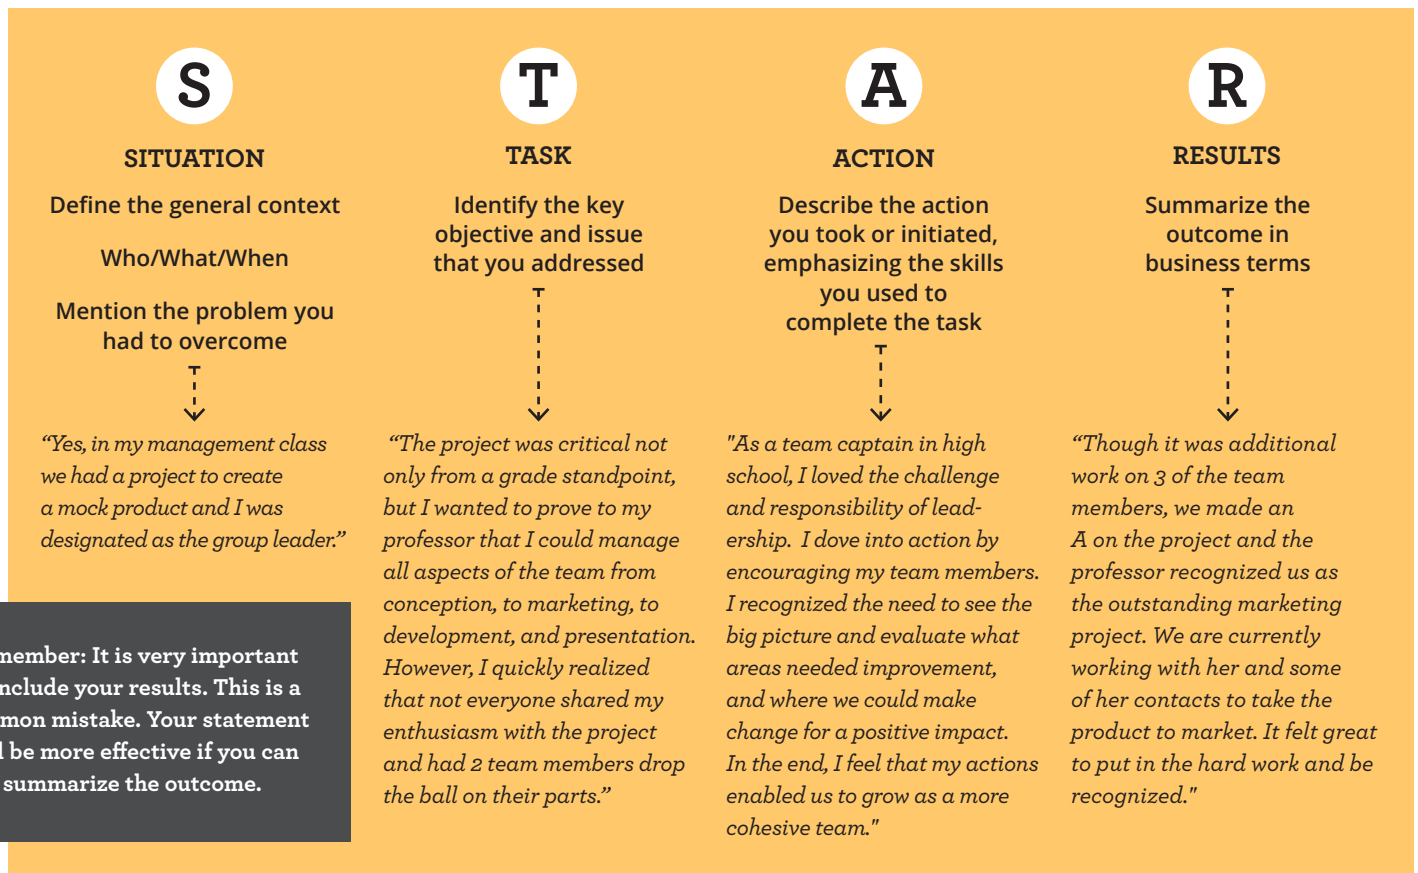 S
SITUATION
Define the general context
Who/What/When
Mention the problem you
had to overcome
“Yes, in my management class
we had a project to create
a mock product and I was
designated as the group leader.”
member: It is very important
nclude your results. This is a
mon mistake. Your statement
l be more effective if you can
summarize the outcome.
T
TASK
Identify the key
objective and issue
that you addressed
“The project was critical not
only from a grade standpoint,
but I wanted to prove to my
professor that I could manage
all aspects of the team from
conception, to marketing, to
development, and presentation.
However, I quickly realized
that not everyone shared my
enthusiasm with the project
and had 2 team members drop
the ball on their parts.”
A
ACTION
Describe the action
you took or initiated,
emphasizing the skills
you used to
complete the task
"As a team captain in high
school, I loved the challenge
and responsibility of lead-
ership.  I dove into action by
encouraging my team members.
I recognized the need to see the
big picture and evaluate what
areas needed improvement,
and where we could make
change for a positive impact.
In the end, I feel that my actions
enabled us to grow as a more
cohesive team."
R
RESULTS
Summarize the
outcome in
business terms
“Though it was additional
work on 3 of the team
members, we made an
A on the project and the
professor recognized us as
the outstanding marketing
project. We are currently
working with her and some
of her contacts to take the
product to market. It felt great
to put in the hard work and be
recognized."